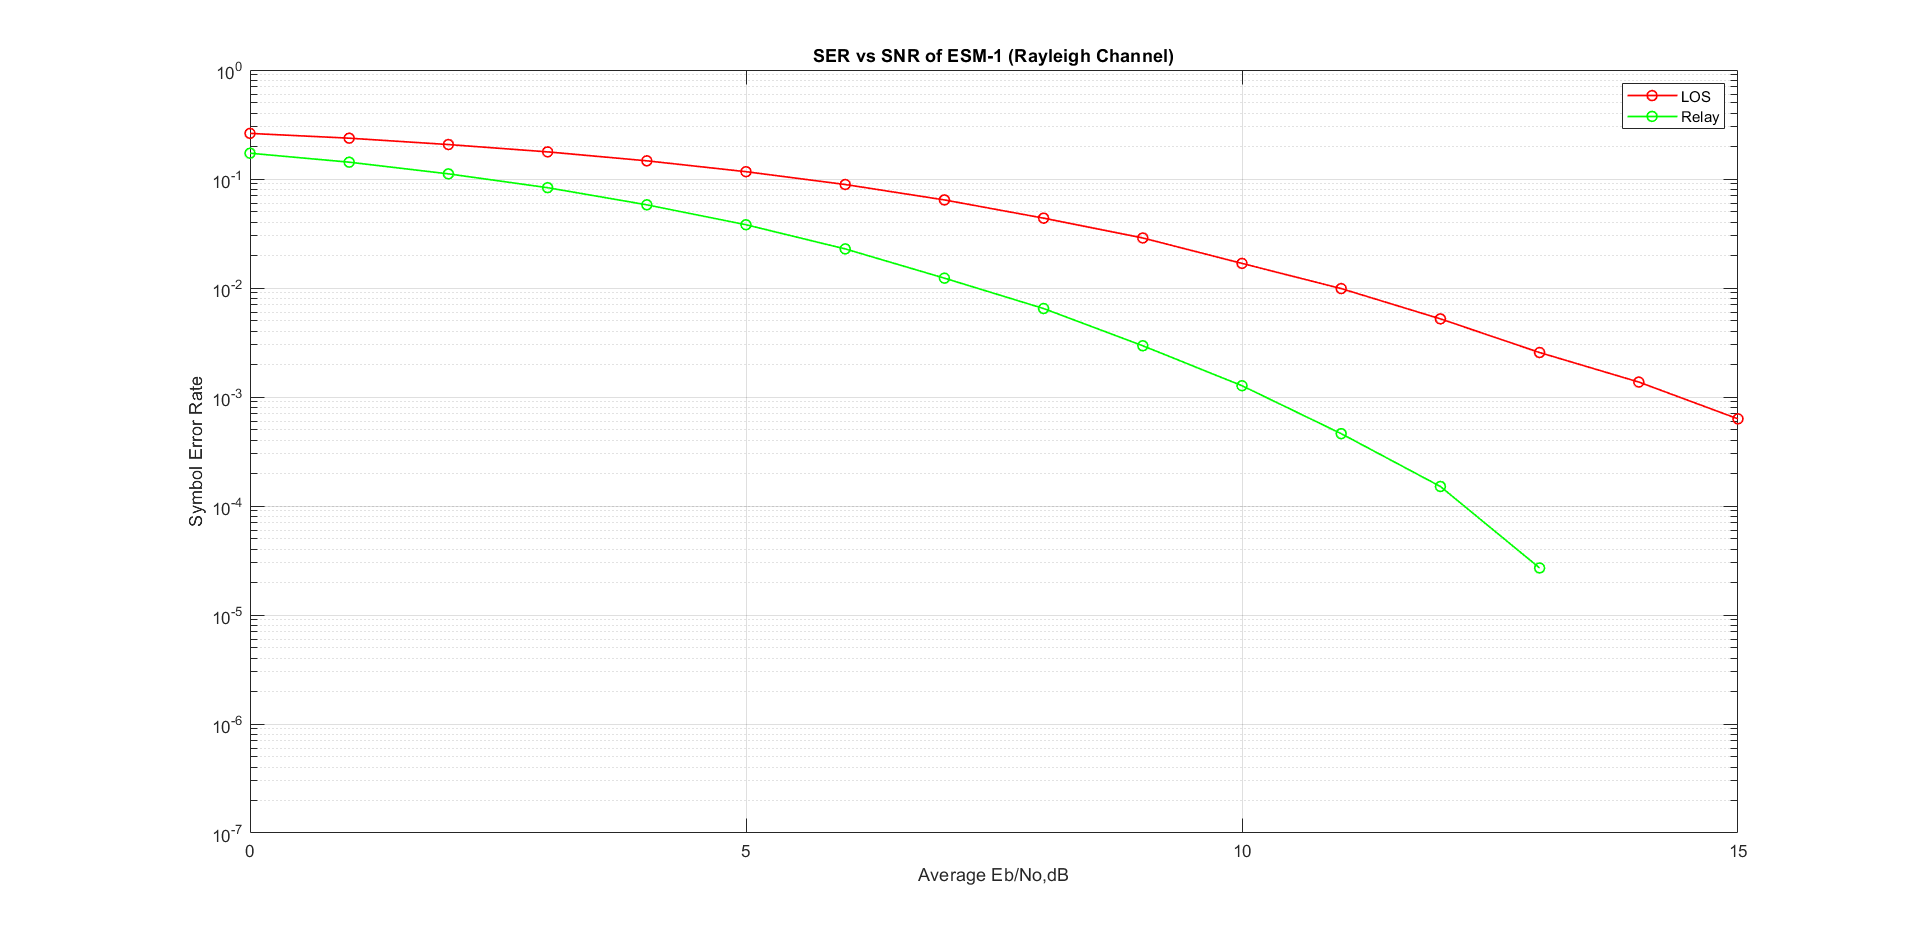 SER vs SNR of ESM-1 (Rayleigh Channel)
LOS
Relay
10^0
10^-1
10^-2
10^-3
10^-4
10^-5
10^-6
10^-7
Symbol Error Rate
0 5 10 15
Average Eb/No,dB